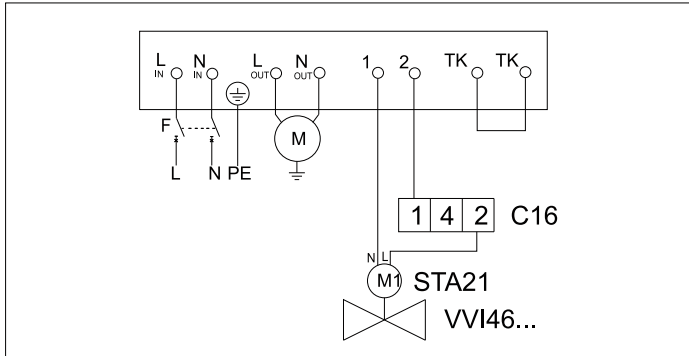 L N L N 1 2 TK TK
IN IN OUT OUT
F M
L N PE
1 4 2 C16
N L
M1 STA21
VVI46...